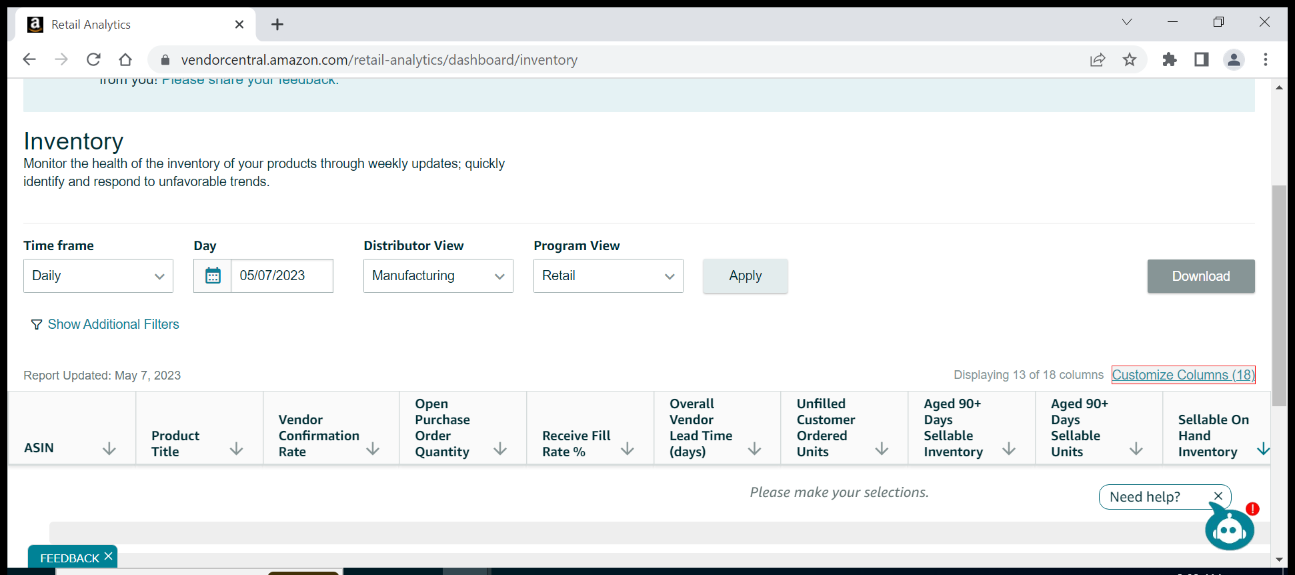 Retail Analytics
vendorcentral.amazon.com/retail-analytics/dashboard/inventory
from you! Please share your feedback.
Inventory
Monitor the health of the inventory of your products through weekly updates; quickly
identify and respond to unfavorable trends.
Time frame Day Distributor View Program View
Daily 05/07/2023 Manufacturing Retail Apply Download
Show Additional Filters
Report Updated: May 7, 2023 Displaying 13 of 18 columns Customize Columns (18)
ASIN
Product
Title
Vendor
Confirmation
Rate
Open
Purchase
Order
Quantity
Receive Fill
Rate %
Overall
Vendor
Lead Time
(days)
Unfilled
Customer
Ordered
Units
Aged 90+
Days
Sellable
Inventory
Aged 90+
Days
Sellable
Units
Sellable On
Hand
Inventory
Please make your selections.
Need help?
FEEDBACK